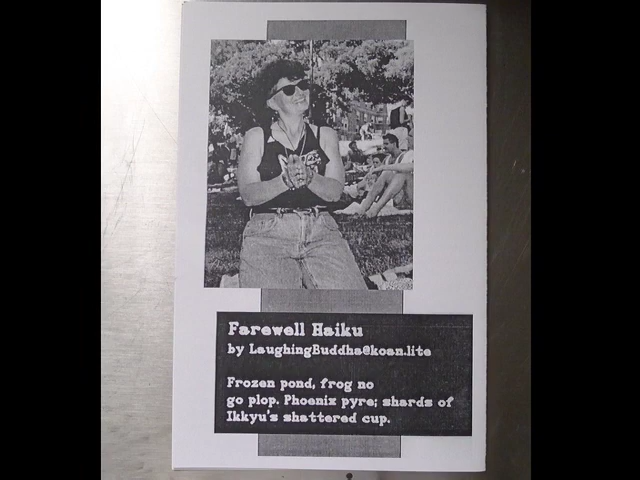 Farewell Haiku
by LaughingBuddha@koan.lite
Frozen pond, frog no
go plop. Phoenix pyre; shards of
Ikkyu's shattered cup.